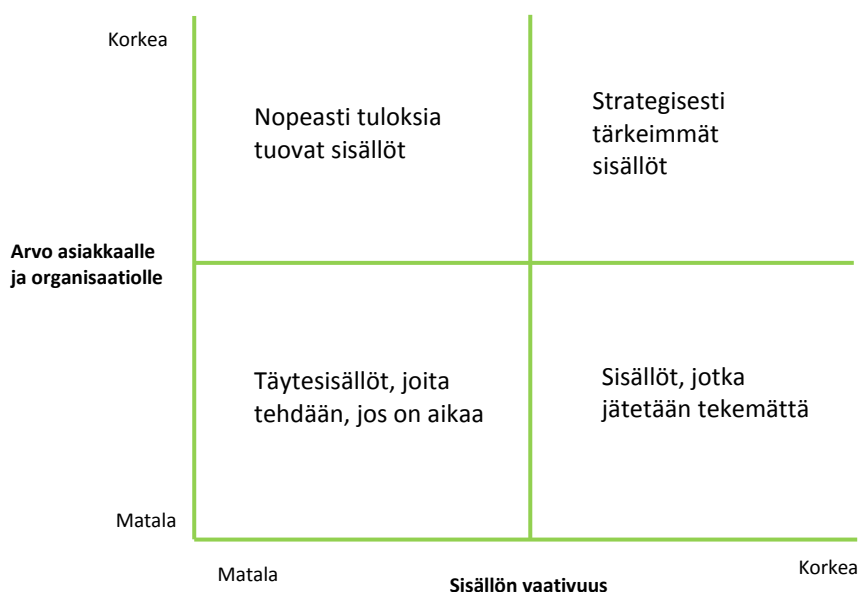 Korkea
Nopeasti tuloksia
tuovat sisällöt
Strategisesti
tärkeimmät
sisällöt
Arvo asiakkaalle
ja organisaatiolle
Täytesisällöt, joita
tehdään, jos on aikaa
Sisällöt, jotka
jätetään tekemättä
Matala
Matala
Sisällön vaativuus
Korkea